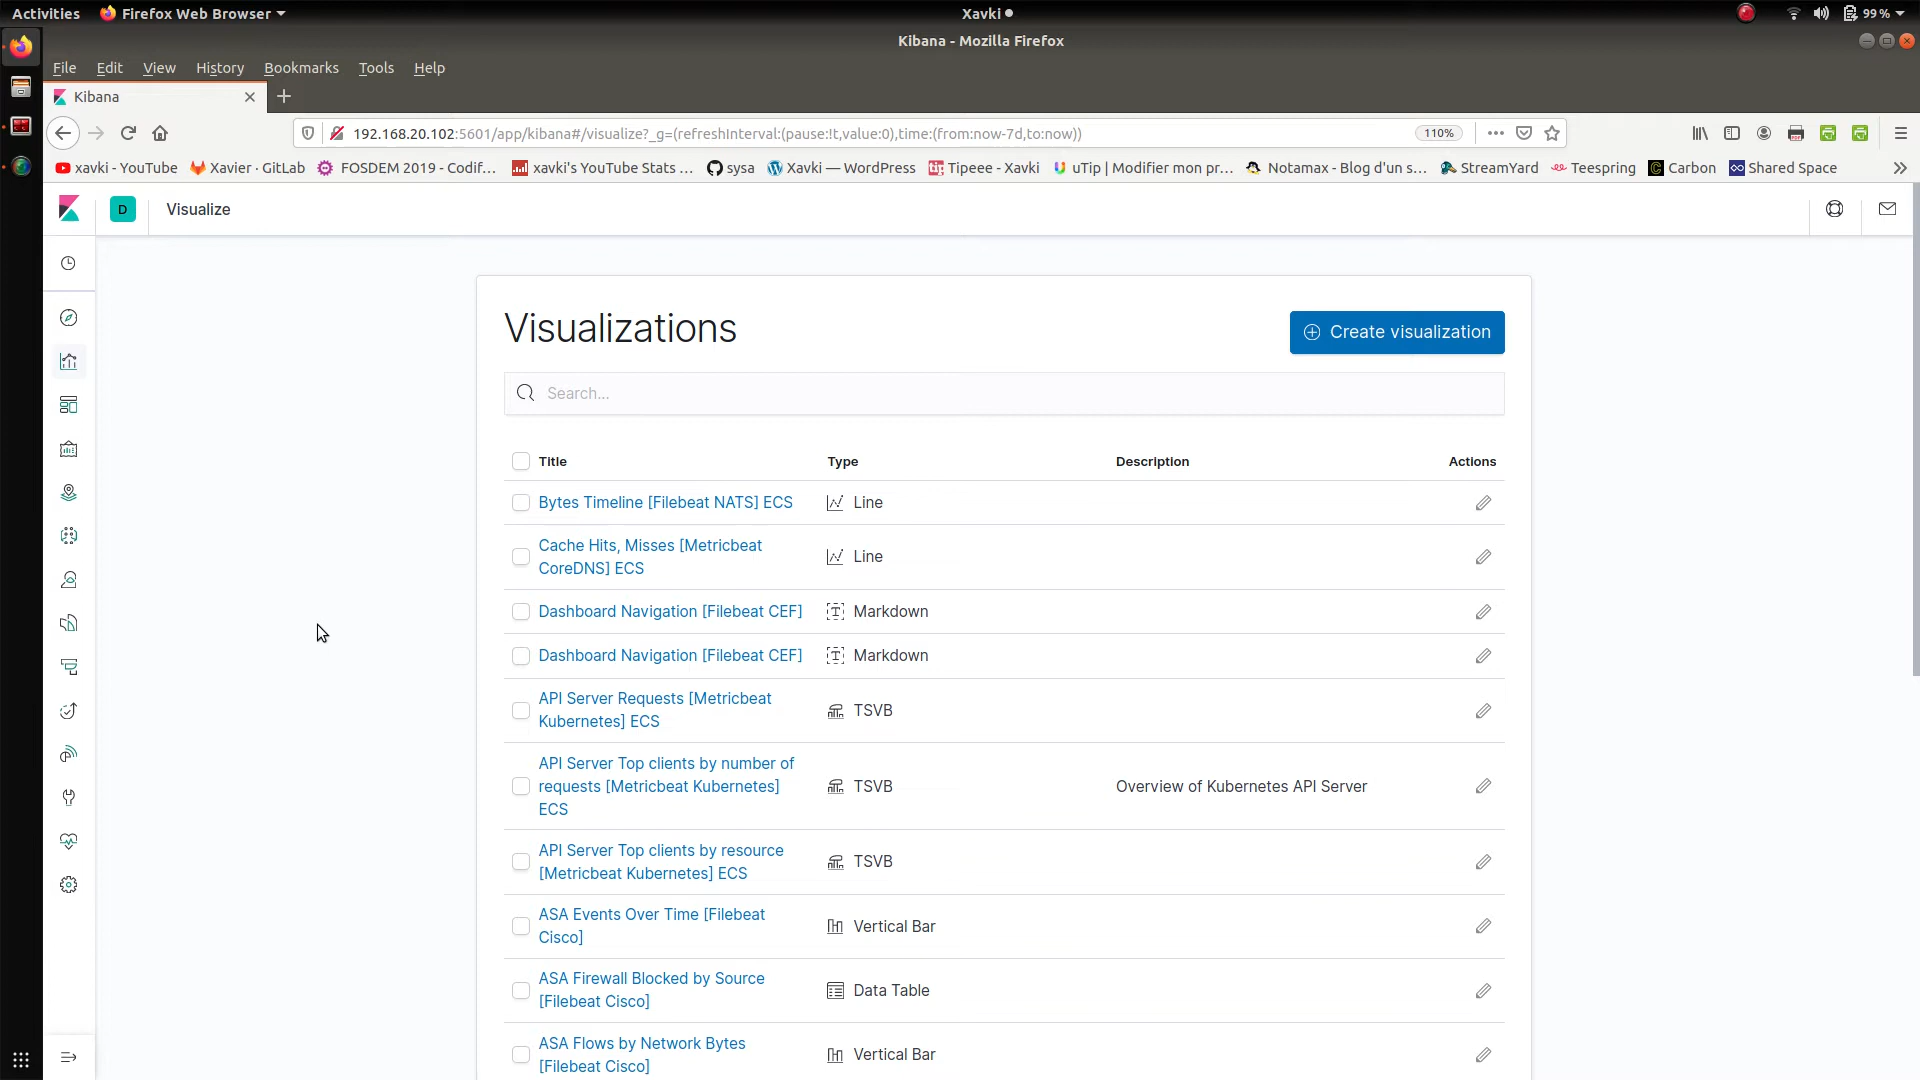 Activities
Firefox Web Browser
Xavki
99 %
Kibana - Mozilla Firefox
File Edit View History Bookmarks Tools Help
Kibana
192.168.20.102:5601/app/kibana#/visualize?_g=(refreshInterval:(pause:!t,value:0),time:(from:now-7d,to:now))
110%
xavki - YouTube
Xavier · GitLab
FOSDEM 2019 - Codif...
xavki's YouTube Stats ...
sysa
Xavki — WordPress
Tipeee - Xavki
uTip | Modifier mon pr...
Notamax - Blog d'un s...
StreamYard
Teespring
Carbon
Shared Space
D
Visualize
Visualizations
Create visualization
Search...
Title Type Description Actions
Bytes Timeline [Filebeat NATS] ECS
Line
Cache Hits, Misses [Metricbeat
CoreDNS] ECS
Line
Dashboard Navigation [Filebeat CEF]
Markdown
Dashboard Navigation [Filebeat CEF]
Markdown
API Server Requests [Metricbeat
Kubernetes] ECS
TSVB
API Server Top clients by number of
requests [Metricbeat Kubernetes]
ECS
TSVB
Overview of Kubernetes API Server
API Server Top clients by resource
[Metricbeat Kubernetes] ECS
TSVB
ASA Events Over Time [Filebeat
Cisco]
Vertical Bar
ASA Firewall Blocked by Source
[Filebeat Cisco]
Data Table
ASA Flows by Network Bytes
[Filebeat Cisco]
Vertical Bar